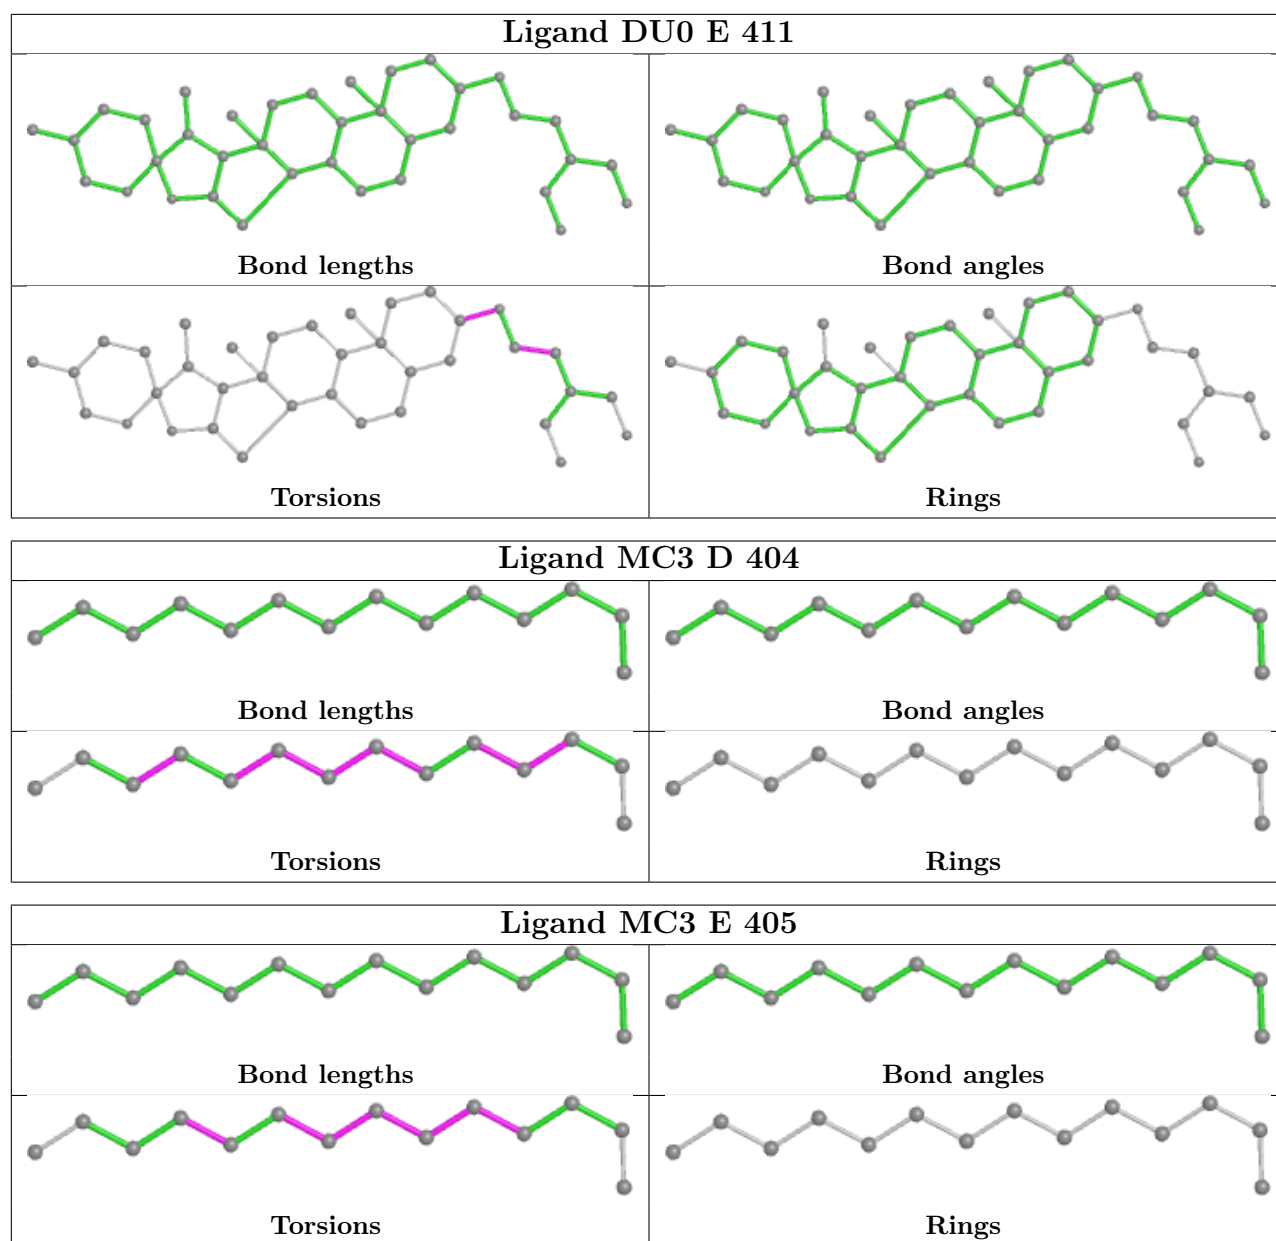 Ligand DU0 E 411
Bond lengths
Bond angles
Torsions
Rings
Ligand MC3 D 404
Bond lengths
Bond angles
Torsions
Rings
Ligand MC3 E 405
Bond lengths
Bond angles
Torsions
Rings